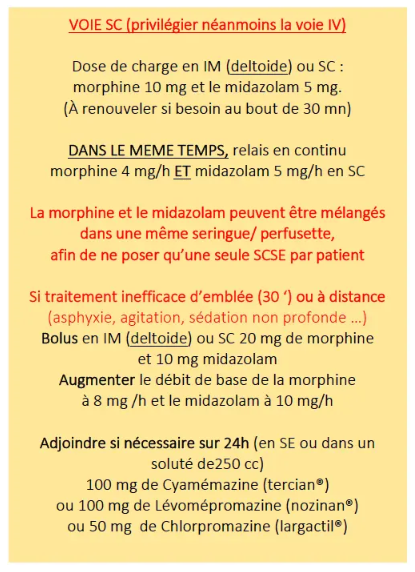 VOIE SC (privilégier néanmoins la voie IV)
Dose de charge en IM (deltoide) ou SC :
morphine 10 mg et le midazolam 5 mg.
(À renouveler si besoin au bout de 30 mn)
DANS LE MEME TEMPS, relais en continu
morphine 4 mg/h ET midazolam 5 mg/h en SC
La morphine et le midazolam peuvent être mélangés
dans une même seringue/ perfusette,
afin de ne poser qu'une seule SCSE par patient
Si traitement inefficace d'emblée (30 ‘) ou à distance
(asphyxie, agitation, sédation non profonde …)
Bolus en IM (deltoide) ou SC 20 mg de morphine
et 10 mg midazolam
Augmenter le débit de base de la morphine
à 8 mg /h et le midazolam à 10 mg/h
Adjoindre si nécessaire sur 24h (en SE ou dans un
soluté de250 cc)
100 mg de Cyamémazine (tercian®)
ou 100 mg de Lévomépromazine (nozinan®)
ou 50 mg de Chlorpromazine (largactil®)